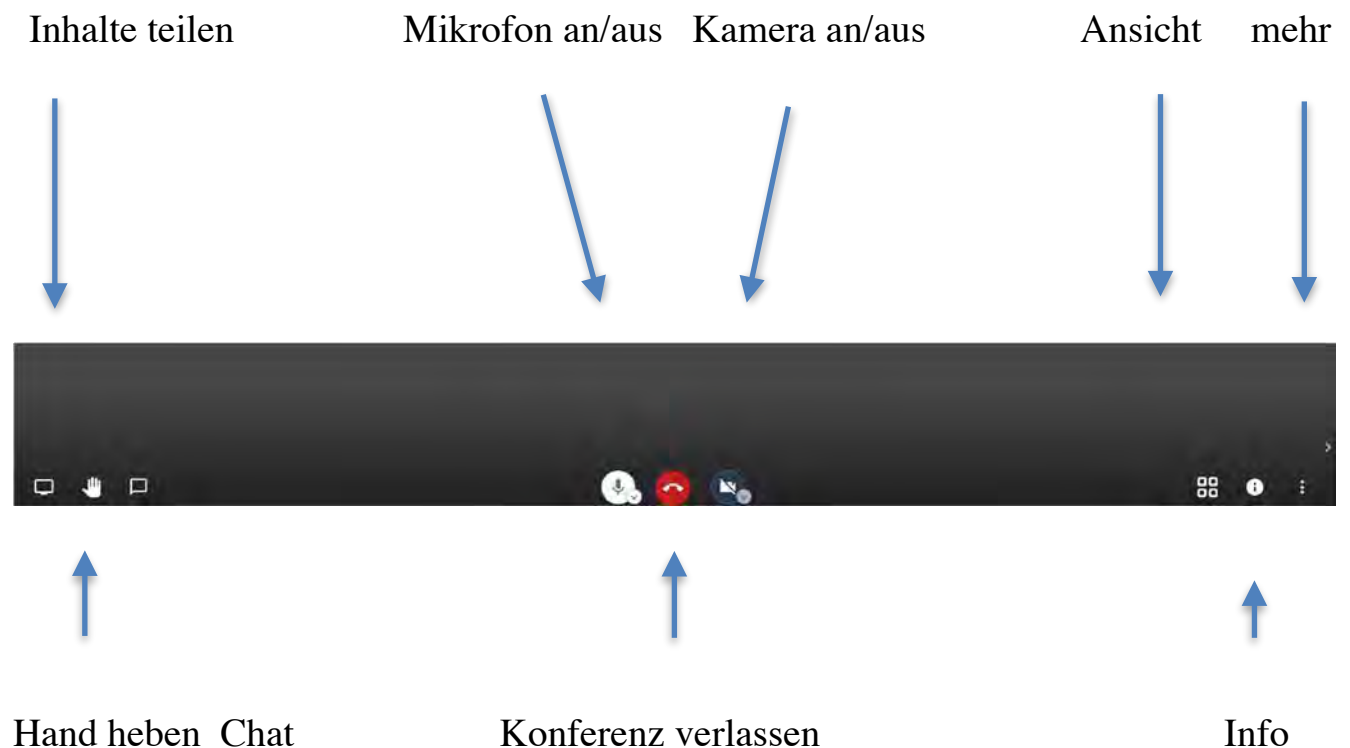 Inhalte teilen Mikrofon an/aus Kamera an/aus Ansicht mehr
Hand heben Chat Konferenz verlassen Info